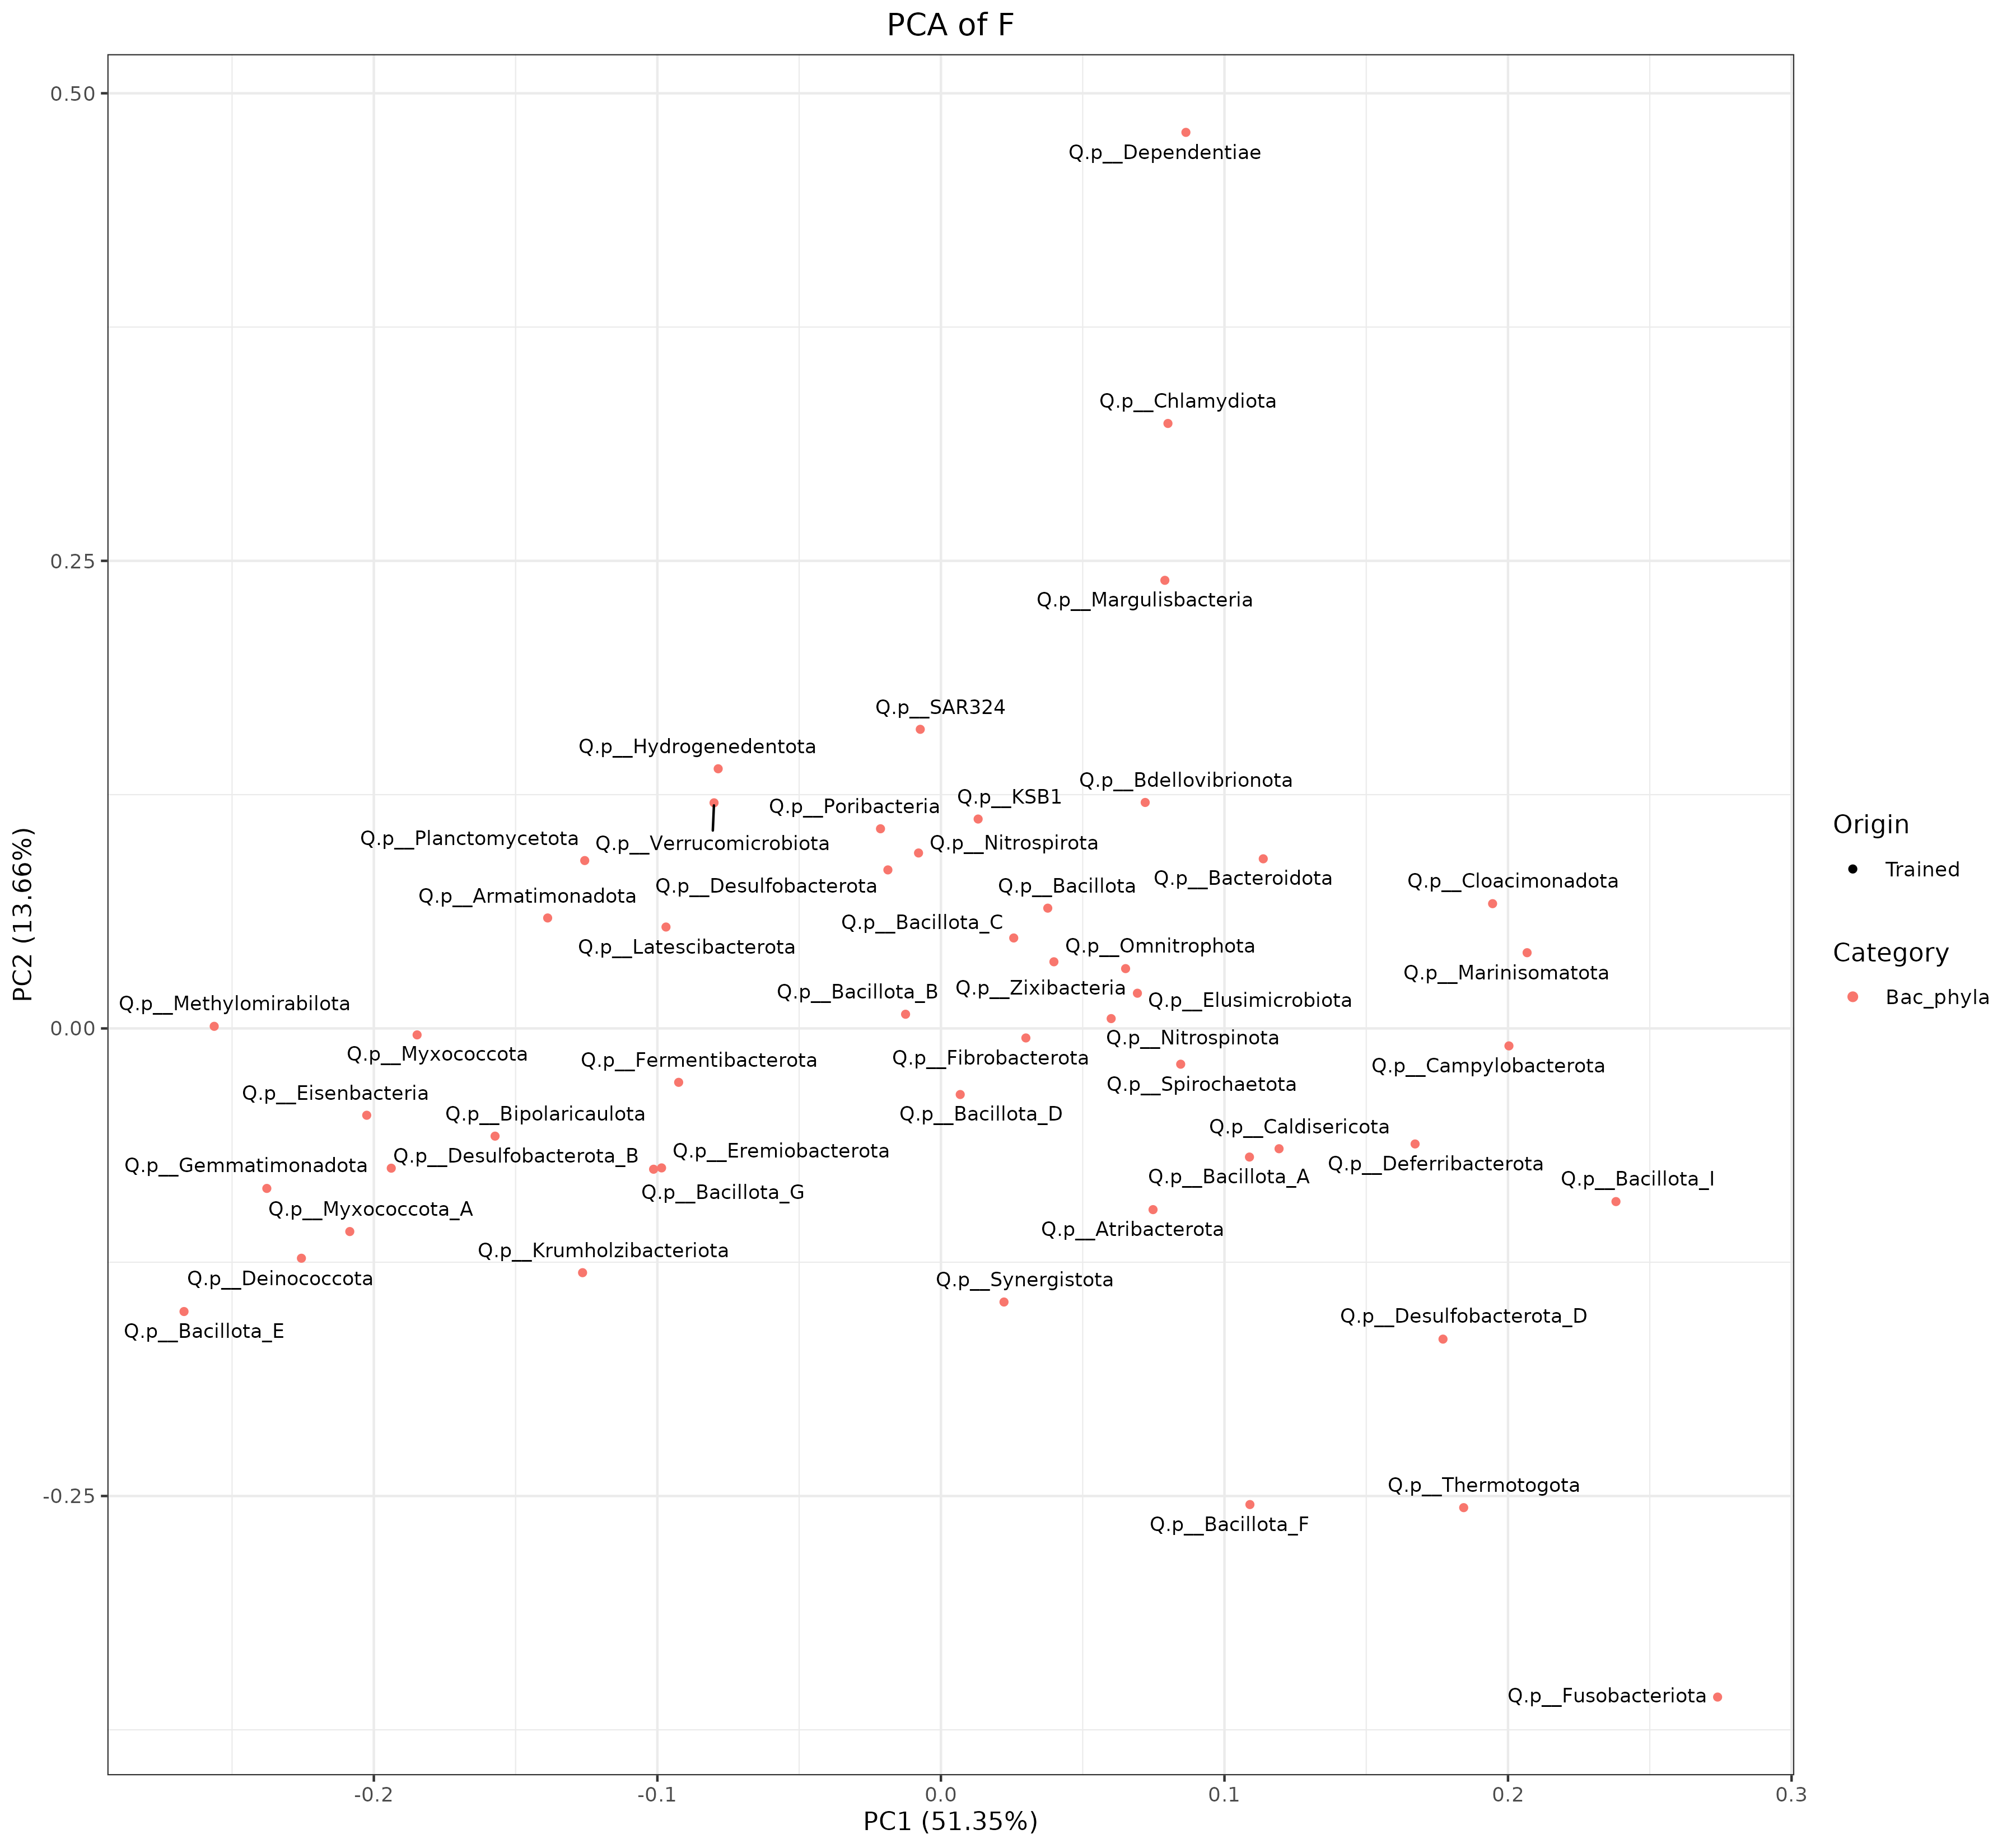 PCA of F
0.50
0.25
0.00
-0.25
PC2 (13.66%)
Q.p__Dependentiae
Q.p__Chlamydiota
Q.p__Margulisbacteria
Q.p__SAR324
Q.p__Hydrogenedentota
Q.p__Bdellovibrionota
Q.p__KSB1
Q.p__Poribacteria
Q.p__Planctomycetota
Q.p__Verrucomicrobiota
Q.p__Nitrospirota
Q.p__Bacteroidota
Q.p__Cloacimonadota
Q.p__Desulfobacterota
Q.p__Bacillota
Q.p__Armatimonadota
Q.p__Bacillota_C
Q.p__Latescibacterota
Q.p__Omnitrophota
Q.p__Marinisomatota
Q.p__Zixibacteria
Q.p__Bacillota_B
Q.p__Elusimicrobiota
Q.p__Methylomirabilota
Q.p__Nitrospinota
Q.p__Myxococcota
Q.p__Fermentibacterota
Q.p__Fibrobacterota
Q.p__Campylobacterota
Q.p__Spirochaetota
Q.p__Eisenbacteria
Q.p__Bipolaricaulota
Q.p__Bacillota_D
Q.p__Caldisericota
Q.p__Desulfobacterota_B
Q.p__Eremiobacterota
Q.p__Gemmatimonadota
Q.p__Deferribacterota
Q.p__Bacillota_A
Q.p__Bacillota_I
Q.p__Bacillota_G
Q.p__Myxococcota_A
Q.p__Atribacterota
Q.p__Krumholzibacteriota
Q.p__Deinococcota
Q.p__Synergistota
Q.p__Desulfobacterota_D
Q.p__Bacillota_E
Q.p__Thermotogota
Q.p__Bacillota_F
Q.p__Fusobacteriota
-0.2
-0.1
0.0
0.1
0.2
0.3
PC1 (51.35%)
Origin
Trained
Category
Bac_phyla